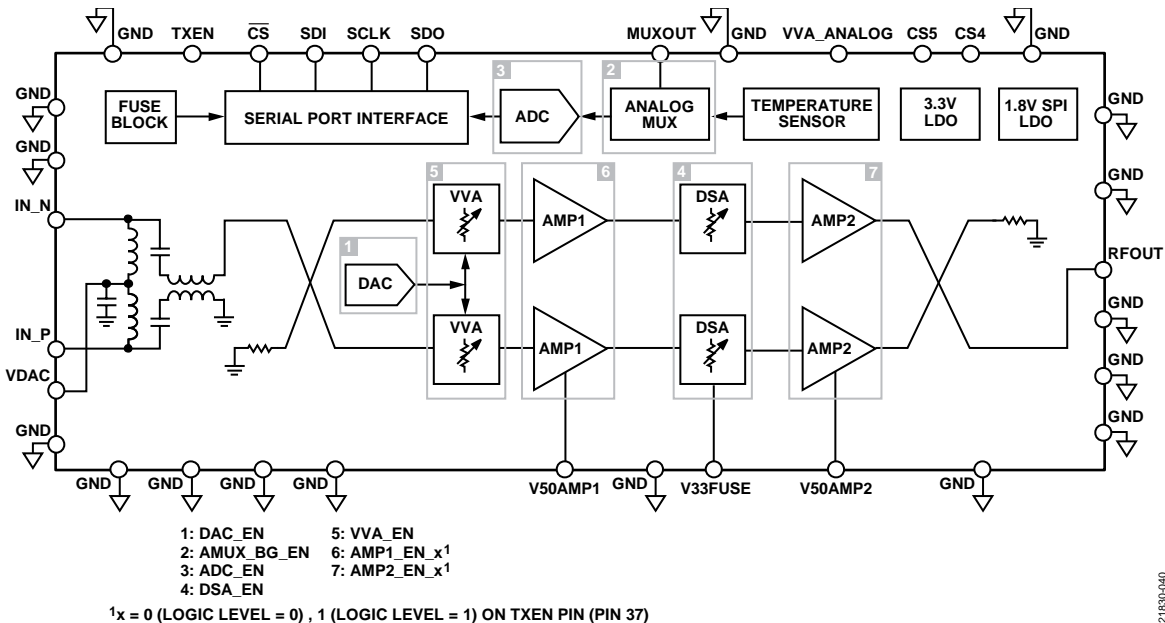 GND TXEN CS SDI SCLK SDO MUXOUT GND VVA_ANALOG CS5 CS4 GND
GND
GND
IN_N
IN_P
VDAC
GND
FUSE
BLOCK
SERIAL PORT INTERFACE
3
ADC
2
ANALOG
MUX
TEMPERATURE
SENSOR
3.3V
LDO
1.8V SPI
LDO
1
DAC
5
VVA
VVA
6
AMP1
AMP1
4
DSA
DSA
7
AMP2
AMP2
GND
GND
RFOUT
GND
GND
GND
GND GND GND GND V50AMP1 GND V33FUSE V50AMP2 GND
1: DAC_EN 5: VVA_EN
2: AMUX_BG_EN 6: AMP1_EN_x1
3: ADC_EN 7: AMP2_EN_x1
4: DSA_EN
1x = 0 (LOGIC LEVEL = 0) , 1 (LOGIC LEVEL = 1) ON TXEN PIN (PIN 37)
21830-040